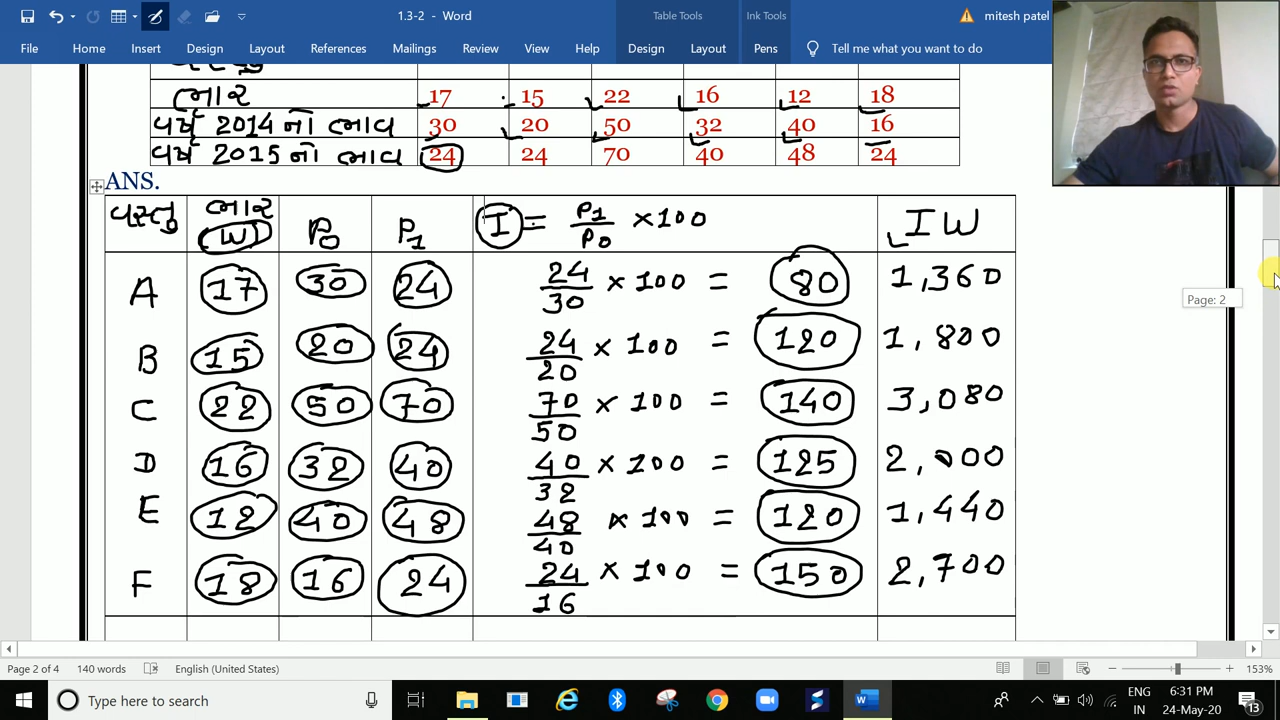 1.3-2 - Word
Table Tools
Ink Tools
mitesh patel
File Home Insert Design Layout References Mailings Review View Help Design Layout Pens Tell me what you want to do
ભાર 17 15 22 16 12 18
વર્ષ 2014 નો ભાવ 30 20 50 32 40 16
વર્ષ 2015 નો ભાવ 24 24 70 40 48 24
ANS.
વસ્તુ ભાર W P0 P1 I = P1/P0 ×100 IW
A 17 30 24 24/30 × 100 = 80 1,360
B 15 20 24 24/20 × 100 = 120 1,800
C 22 50 70 70/50 × 100 = 140 3,080
D 16 32 40 40/32 × 100 = 125 2,000
E 12 40 48 48/40 × 100 = 120 1,440
F 18 16 24 24/16 × 100 = 150 2,700
Page: 2
Page 2 of 4 140 words English (United States) 153%
Type here to search
ENG
IN
6:31 PM
24-May-20
13